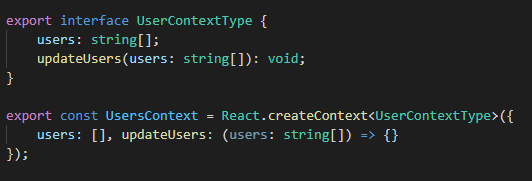 export interface UserContextType {
users: string[];
updateUsers(users: string[]): void;
}
export const UsersContext = React.createContext<UserContextType>({
users: [], updateUsers: (users: string[]) => {}
});